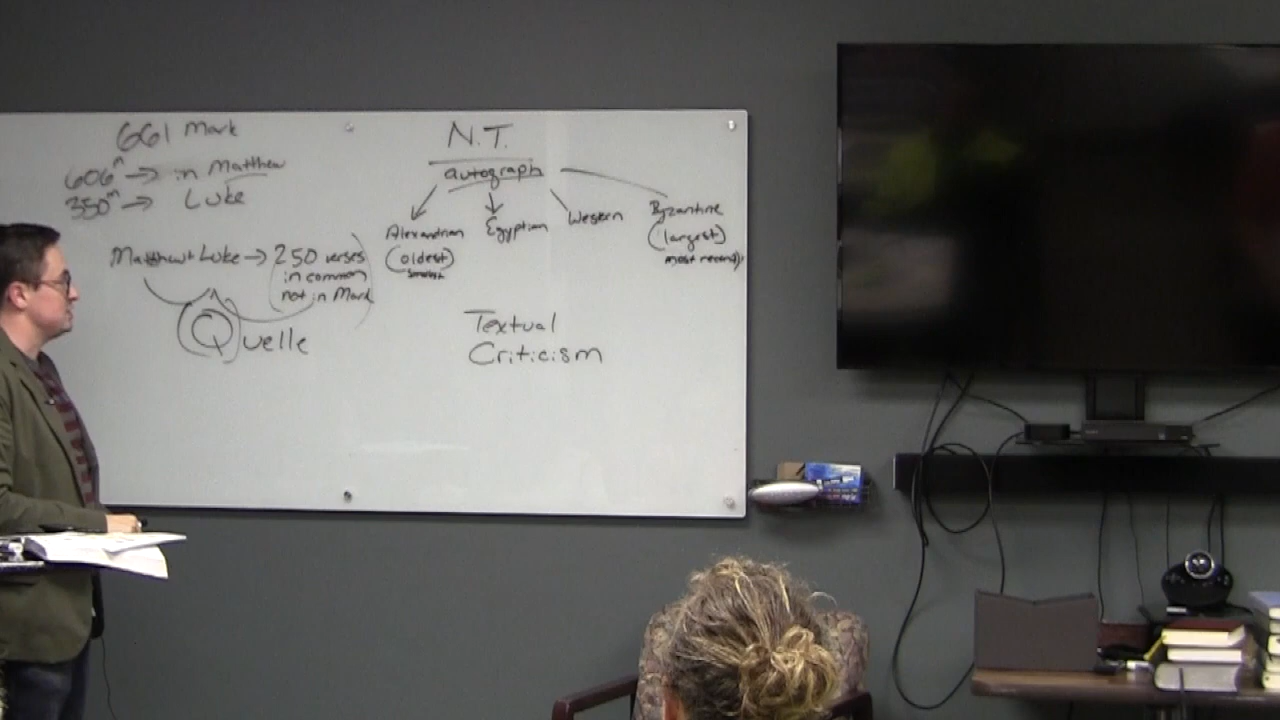 661 Mark
606 → in Matthew
350 → Luke
Matthew + Luke → 250 verses
in common
not in Mark
Quelle
N.T.
autograph
Alexandrian Egyptian Western Byzantine
(oldest) (largest)
smallest most recent)
Textual
Criticism